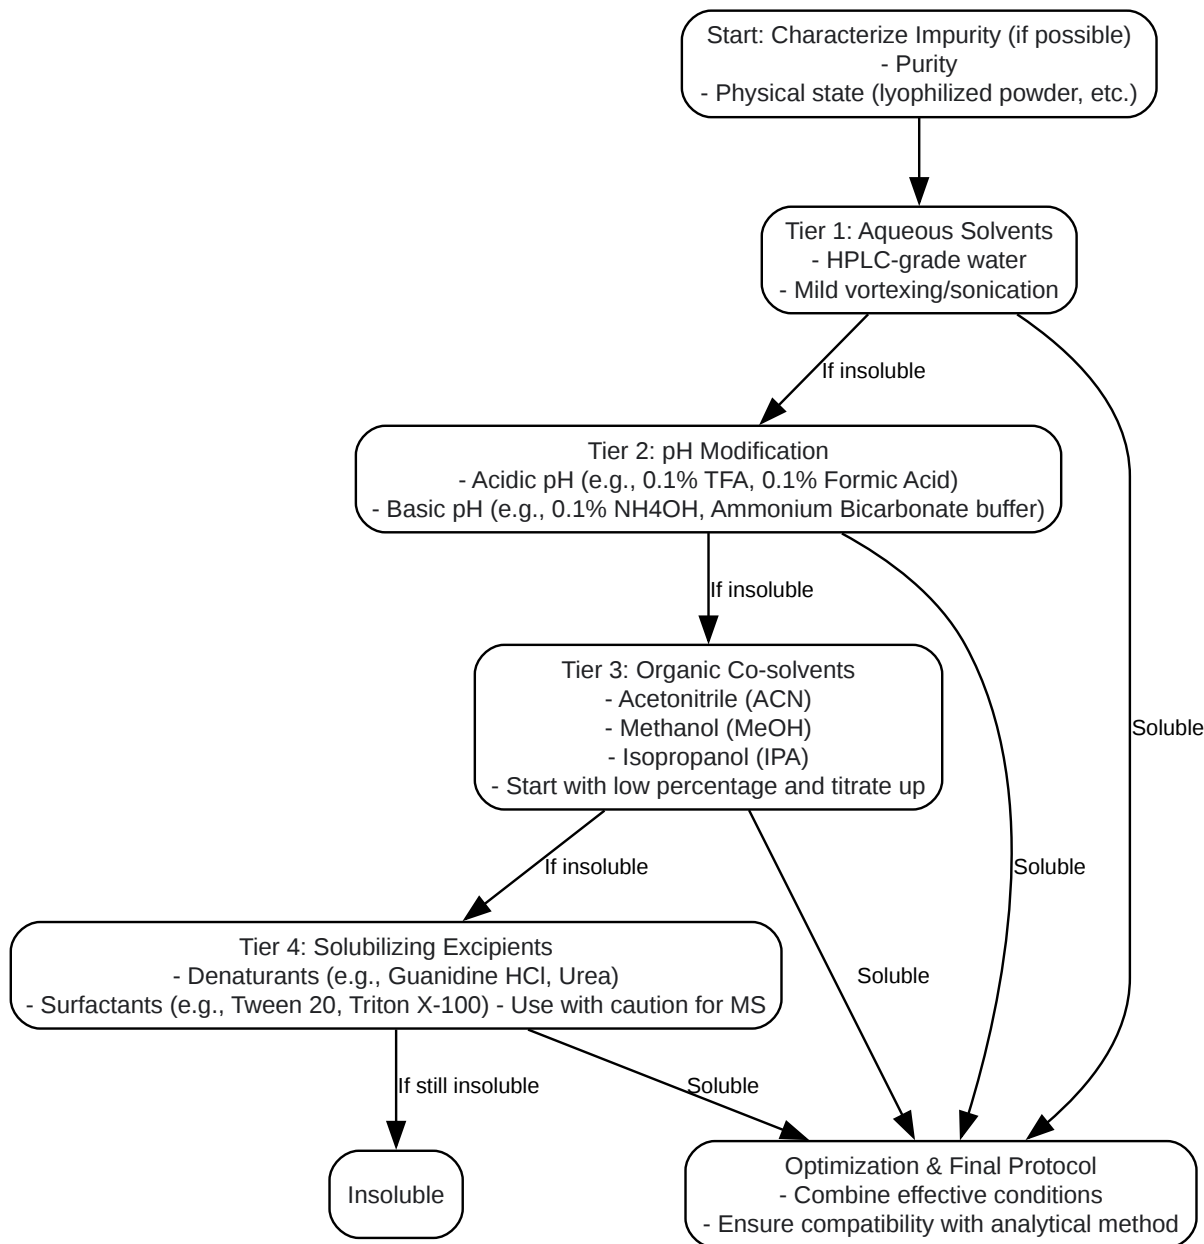 Start: Characterize Impurity (if possible)
- Purity
- Physical state (lyophilized powder, etc.)
Tier 1: Aqueous Solvents
- HPLC-grade water
- Mild vortexing/sonication
If insoluble
Tier 2: pH Modification
- Acidic pH (e.g., 0.1% TFA, 0.1% Formic Acid)
- Basic pH (e.g., 0.1% NH4OH, Ammonium Bicarbonate buffer)
If insoluble
Tier 3: Organic Co-solvents
- Acetonitrile (ACN)
- Methanol (MeOH)
- Isopropanol (IPA)
- Start with low percentage and titrate up
Soluble
If insoluble
Soluble
Tier 4: Solubilizing Excipients
- Denaturants (e.g., Guanidine HCl, Urea)
- Surfactants (e.g., Tween 20, Triton X-100) - Use with caution for MS
Soluble
If still insoluble
Soluble
Insoluble
Optimization & Final Protocol
- Combine effective conditions
- Ensure compatibility with analytical method